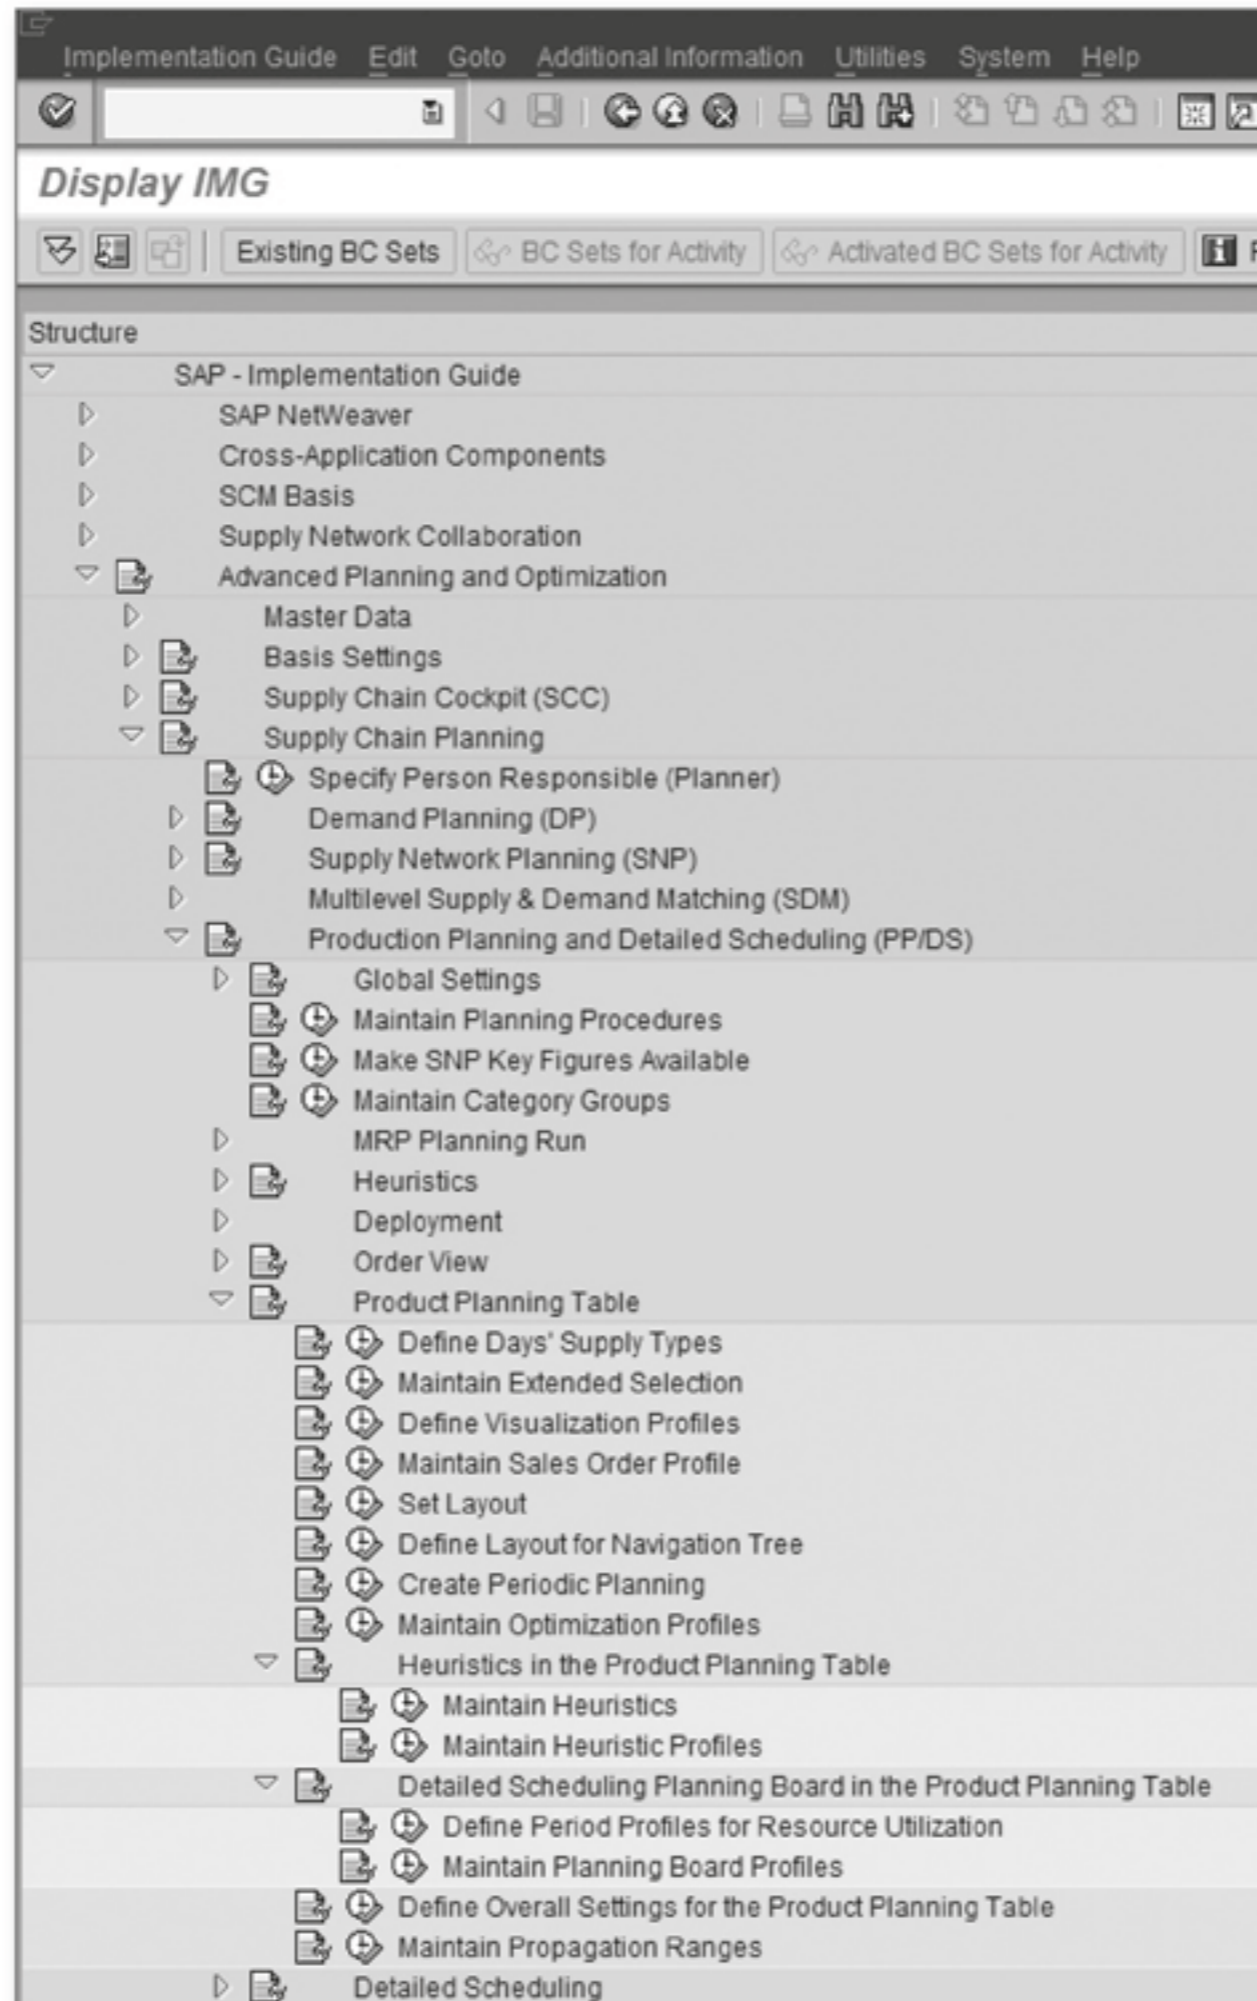 Implementation Guide Edit Goto Additional Information Utilities System Help
Display IMG
Existing BC Sets BC Sets for Activity Activated BC Sets for Activity
Structure
SAP - Implementation Guide
SAP NetWeaver
Cross-Application Components
SCM Basis
Supply Network Collaboration
Advanced Planning and Optimization
Master Data
Basis Settings
Supply Chain Cockpit (SCC)
Supply Chain Planning
Specify Person Responsible (Planner)
Demand Planning (DP)
Supply Network Planning (SNP)
Multilevel Supply & Demand Matching (SDM)
Production Planning and Detailed Scheduling (PP/DS)
Global Settings
Maintain Planning Procedures
Make SNP Key Figures Available
Maintain Category Groups
MRP Planning Run
Heuristics
Deployment
Order View
Product Planning Table
Define Days' Supply Types
Maintain Extended Selection
Define Visualization Profiles
Maintain Sales Order Profile
Set Layout
Define Layout for Navigation Tree
Create Periodic Planning
Maintain Optimization Profiles
Heuristics in the Product Planning Table
Maintain Heuristics
Maintain Heuristic Profiles
Detailed Scheduling Planning Board in the Product Planning Table
Define Period Profiles for Resource Utilization
Maintain Planning Board Profiles
Define Overall Settings for the Product Planning Table
Maintain Propagation Ranges
Detailed Scheduling